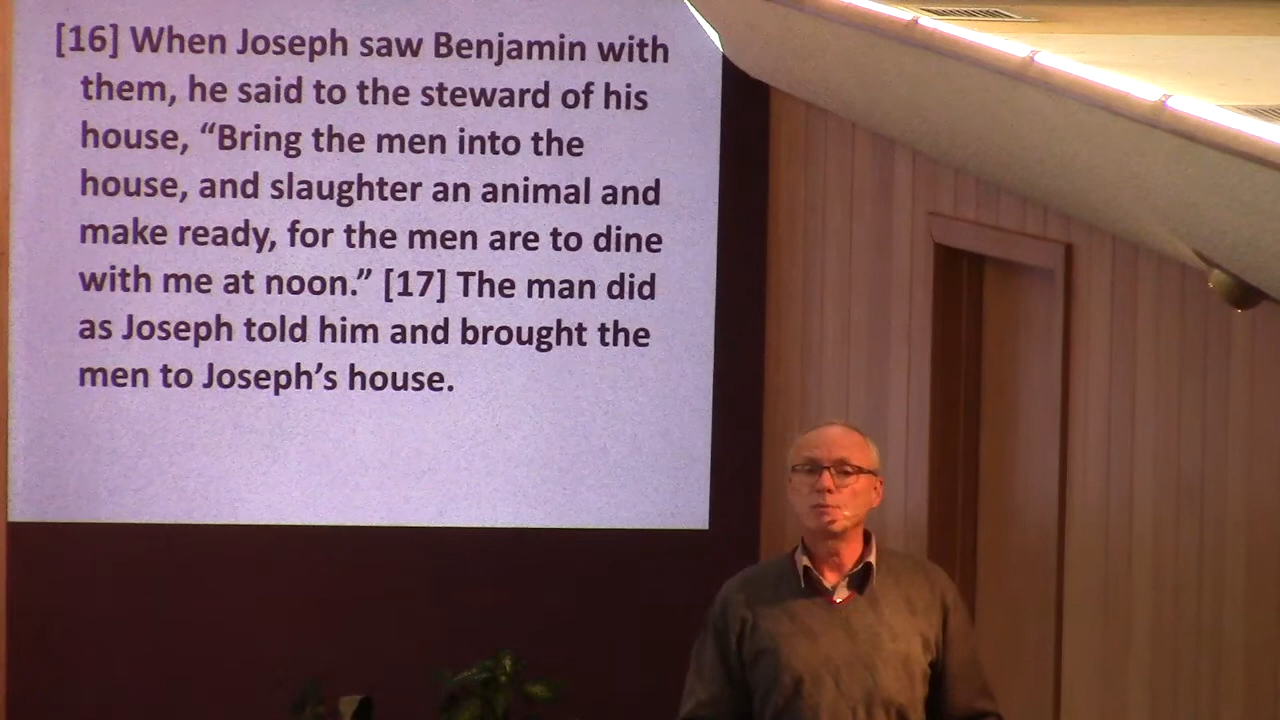 [16] When Joseph saw Benjamin with
them, he said to the steward of his
house, “Bring the men into the
house, and slaughter an animal and
make ready, for the men are to dine
with me at noon.” [17] The man did
as Joseph told him and brought the
men to Joseph’s house.